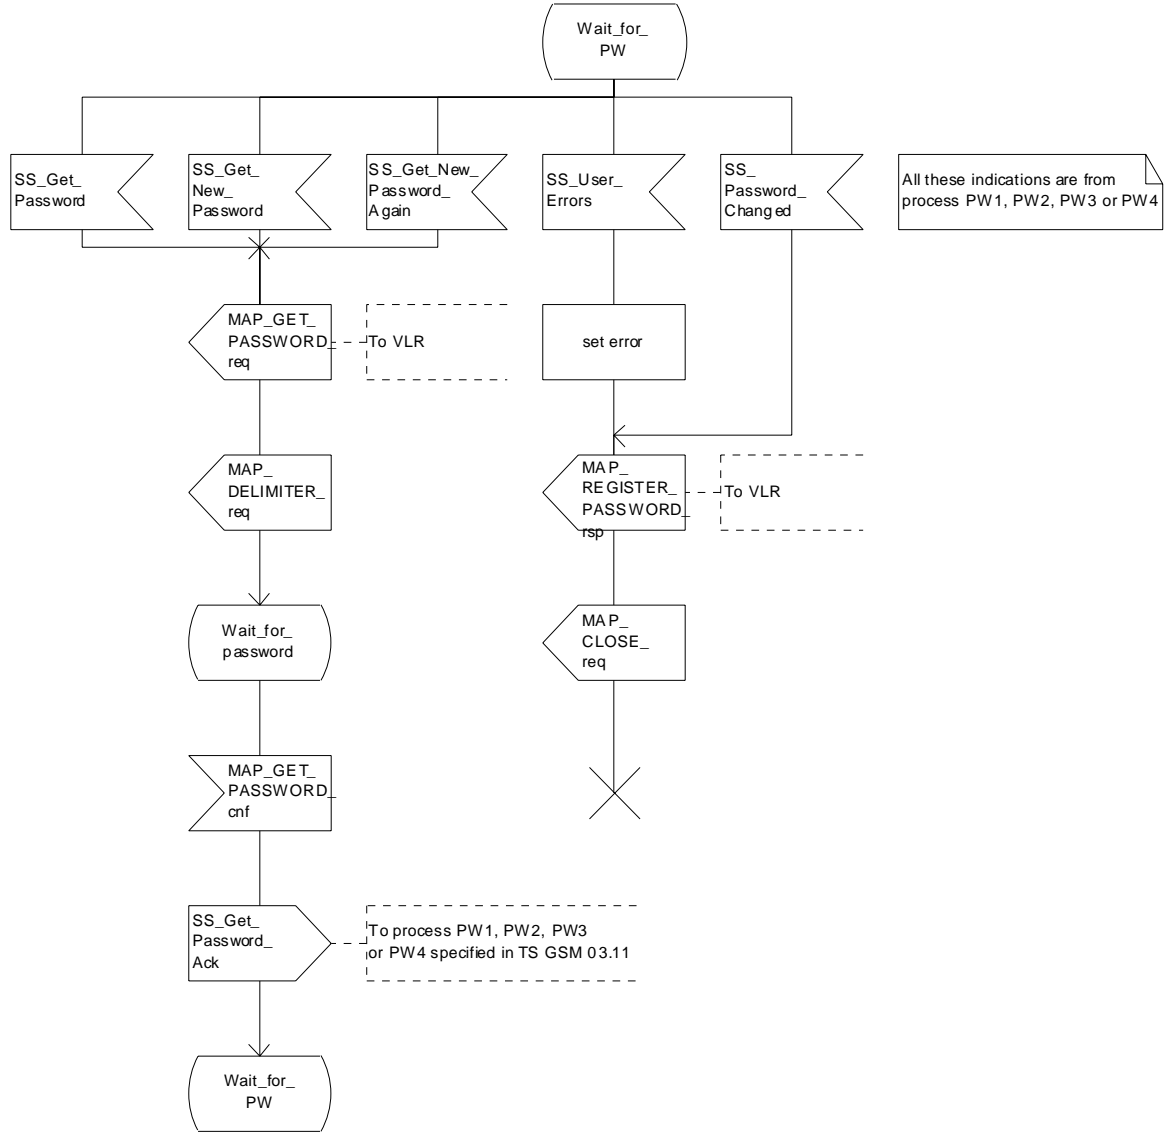 Wait_for_
PW
SS_Get_
Password
SS_Get_
New_
Password
SS_Get_New_
Password_
Again
SS_User_
Errors
SS_
Password_
Changed
All these indications are from
process PW1, PW2, PW3 or PW4
MAP_GET_
PASSWORD_
req
To VLR
set error
MAP_
DELIMITER_
req
MAP_
REGISTER_
PASSWORD_
rsp
To VLR
Wait_for_
password
MAP_
CLOSE_
req
MAP_GET_
PASSWORD_
cnf
SS_Get_
Password_
Ack
To process PW1, PW2, PW3
or PW4 specified in TS GSM 03.11
Wait_for_
PW